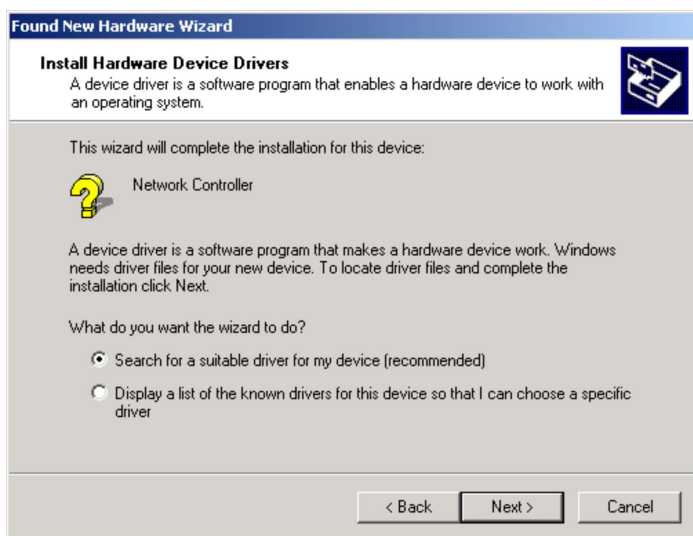 Found New Hardware Wizard
Install Hardware Device Drivers
A device driver is a software program that enables a hardware device to work with
an operating system.
This wizard will complete the installation for this device:
Network Controller
A device driver is a software program that makes a hardware device work. Windows
needs driver files for your new device. To locate driver files and complete the
installation click Next.
What do you want the wizard to do?
Search for a suitable driver for my device (recommended)
Display a list of the known drivers for this device so that I can choose a specific
driver
< Back Next > Cancel